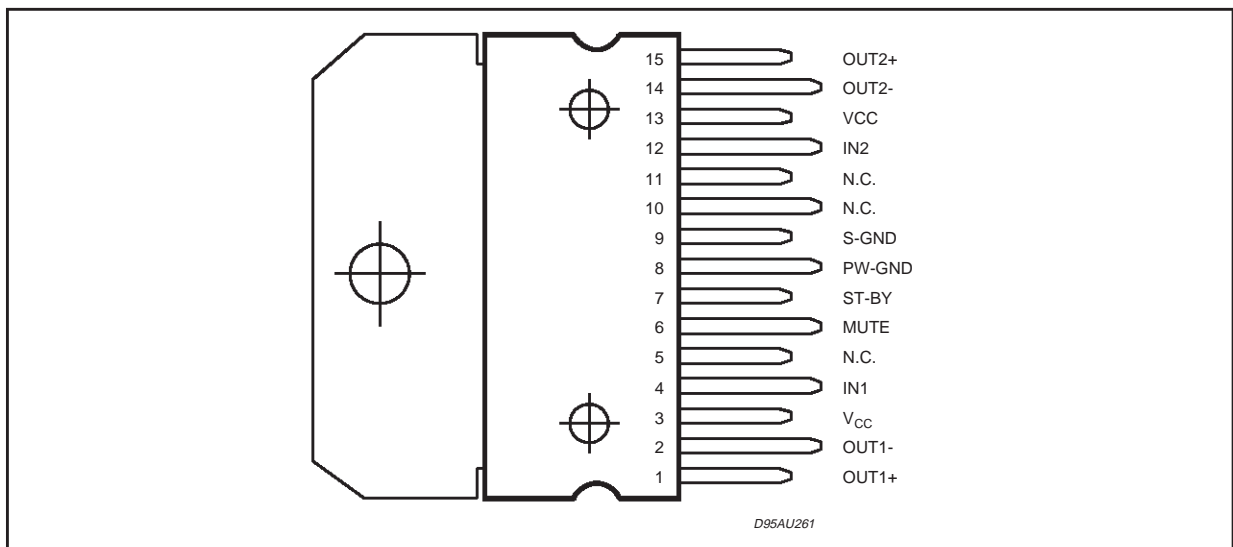 15 OUT2+
14 OUT2-
13 VCC
12 IN2
11 N.C.
10 N.C.
9 S-GND
8 PW-GND
7 ST-BY
6 MUTE
5 N.C.
4 IN1
3 VCC
2 OUT1-
1 OUT1+
D95AU261